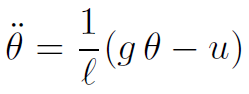 θ̈ = 1/ℓ (g θ − u)